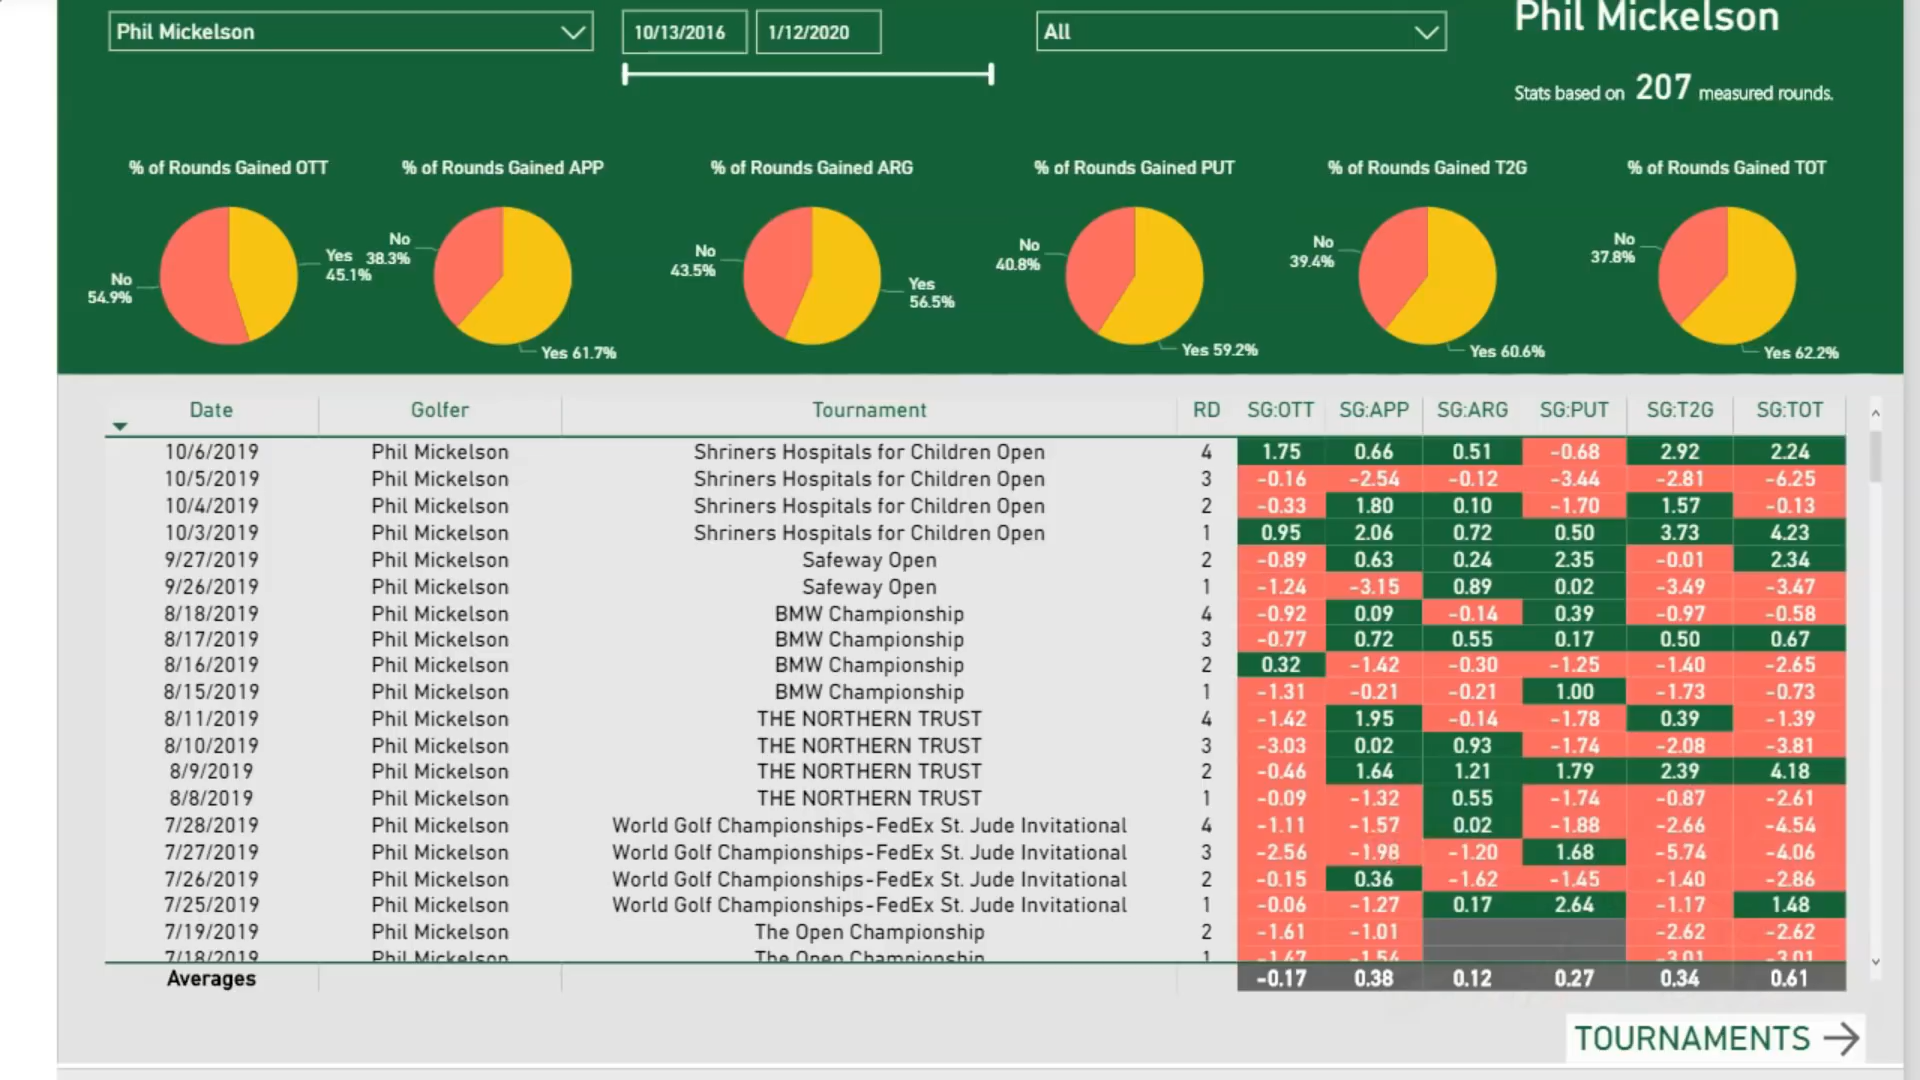 Phil Mickelson
10/13/2016 1/12/2020
All
Phil Mickelson
Stats based on 207 measured rounds.
% of Rounds Gained OTT
% of Rounds Gained APP
% of Rounds Gained ARG
% of Rounds Gained PUT
% of Rounds Gained T2G
% of Rounds Gained TOT
No
54.9%
Yes
45.1%
No
38.3%
Yes 61.7%
No
43.5%
Yes
56.5%
No
40.8%
Yes 59.2%
No
39.4%
Yes 60.6%
No
37.8%
Yes 62.2%
Date Golfer Tournament RD SG:OTT SG:APP SG:ARG SG:PUT SG:T2G SG:TOT
10/6/2019 Phil Mickelson Shriners Hospitals for Children Open 4 1.75 0.66 0.51 -0.68 2.92 2.24
10/5/2019 Phil Mickelson Shriners Hospitals for Children Open 3 -0.16 -2.54 -0.12 -3.44 -2.81 -6.25
10/4/2019 Phil Mickelson Shriners Hospitals for Children Open 2 -0.33 1.80 0.10 -1.70 1.57 -0.13
10/3/2019 Phil Mickelson Shriners Hospitals for Children Open 1 0.95 2.06 0.72 0.50 3.73 4.23
9/27/2019 Phil Mickelson Safeway Open 2 -0.89 0.63 0.24 2.35 -0.01 2.34
9/26/2019 Phil Mickelson Safeway Open 1 -1.24 -3.15 0.89 0.02 -3.49 -3.47
8/18/2019 Phil Mickelson BMW Championship 4 -0.92 0.09 -0.14 0.39 -0.97 -0.58
8/17/2019 Phil Mickelson BMW Championship 3 -0.77 0.72 0.55 0.17 0.50 0.67
8/16/2019 Phil Mickelson BMW Championship 2 0.32 -1.42 -0.30 -1.25 -1.40 -2.65
8/15/2019 Phil Mickelson BMW Championship 1 -1.31 -0.21 -0.21 1.00 -1.73 -0.73
8/11/2019 Phil Mickelson THE NORTHERN TRUST 4 -1.42 1.95 -0.14 -1.78 0.39 -1.39
8/10/2019 Phil Mickelson THE NORTHERN TRUST 3 -3.03 0.02 0.93 -1.74 -2.08 -3.81
8/9/2019 Phil Mickelson THE NORTHERN TRUST 2 -0.46 1.64 1.21 1.79 2.39 4.18
8/8/2019 Phil Mickelson THE NORTHERN TRUST 1 -0.09 -1.32 0.55 -1.74 -0.87 -2.61
7/28/2019 Phil Mickelson World Golf Championships-FedEx St. Jude Invitational 4 -1.11 -1.57 0.02 -1.88 -2.66 -4.54
7/27/2019 Phil Mickelson World Golf Championships-FedEx St. Jude Invitational 3 -2.56 -1.98 -1.20 1.68 -5.74 -4.06
7/26/2019 Phil Mickelson World Golf Championships-FedEx St. Jude Invitational 2 -0.15 0.36 -1.62 -1.45 -1.40 -2.86
7/25/2019 Phil Mickelson World Golf Championships-FedEx St. Jude Invitational 1 -0.06 -1.27 0.17 2.64 -1.17 1.48
7/19/2019 Phil Mickelson The Open Championship 2 -1.61 -1.01 -2.62 -2.62
7/18/2019 Phil Mickelson The Open Championship 1 -1.47 -1.54 -3.01 -3.01
Averages -0.17 0.38 0.12 0.27 0.34 0.61
TOURNAMENTS